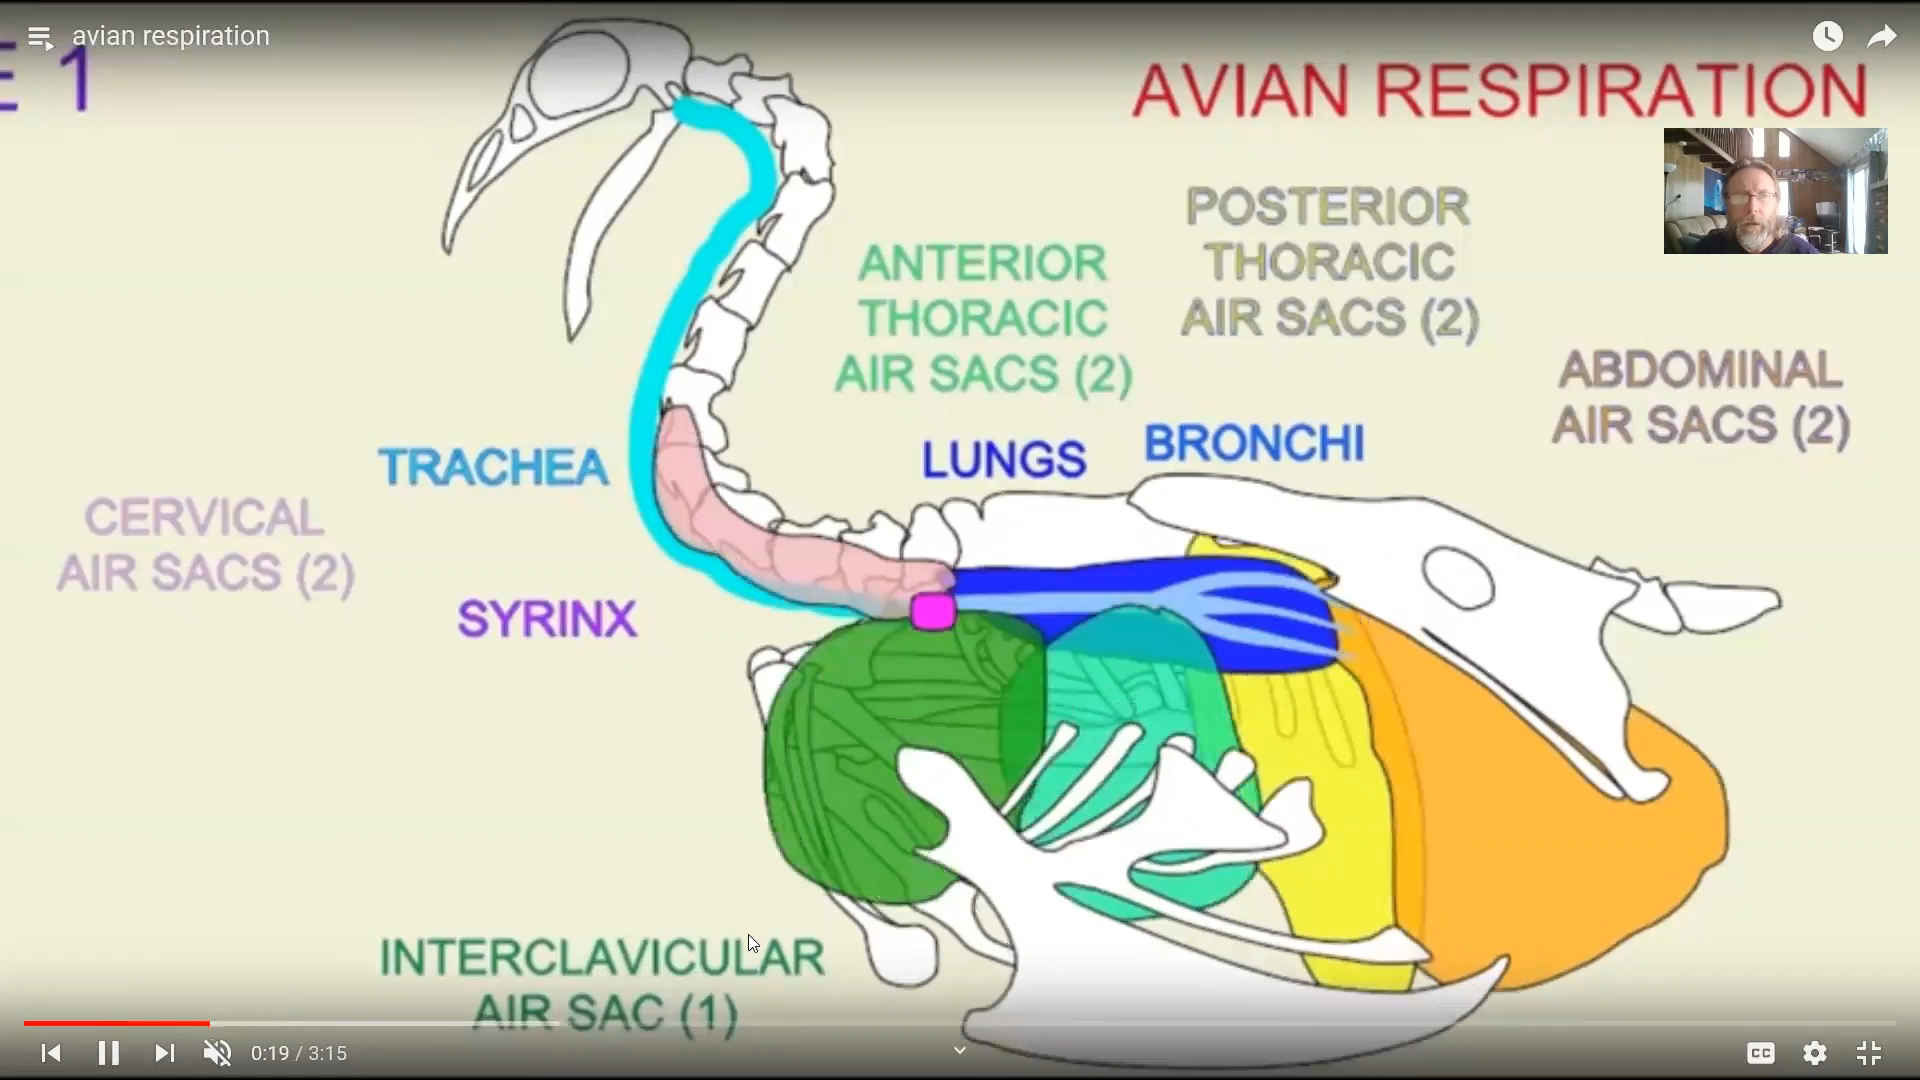 avian respiration
E 1
AVIAN RESPIRATION
POSTERIOR
THORACIC
AIR SACS (2)
ANTERIOR
THORACIC
AIR SACS (2)
ABDOMINAL
AIR SACS (2)
BRONCHI
LUNGS
TRACHEA
CERVICAL
AIR SACS (2)
SYRINX
INTERCLAVICULAR
AIR SAC (1)
0:19 / 3:15
CC